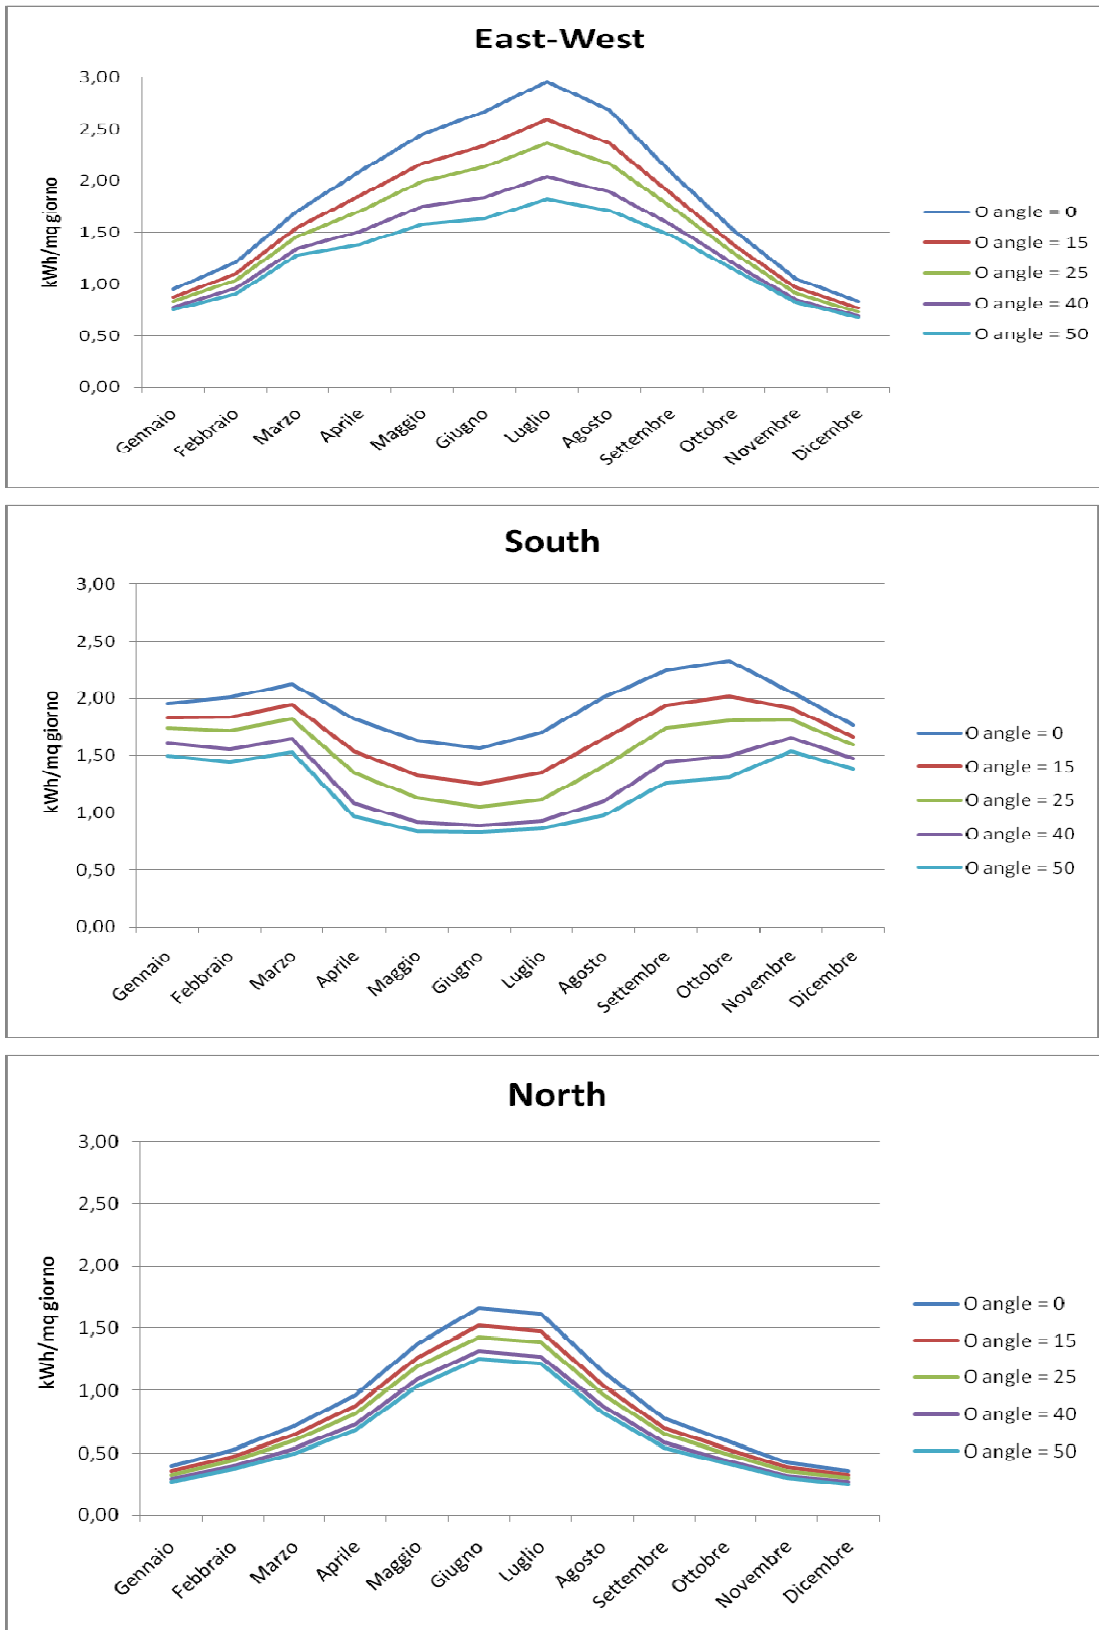 East-West
kWh/mq giorno
3,00
2,50
2,00
1,50
1,00
0,50
0,00
Gennaio
Febbraio
Marzo
Aprile
Maggio
Giugno
Luglio
Agosto
Settembre
Ottobre
Novembre
Dicembre
O angle = 0
O angle = 15
O angle = 25
O angle = 40
O angle = 50
South
kWh/mq giorno
3,00
2,50
2,00
1,50
1,00
0,50
0,00
Gennaio
Febbraio
Marzo
Aprile
Maggio
Giugno
Luglio
Agosto
Settembre
Ottobre
Novembre
Dicembre
O angle = 0
O angle = 15
O angle = 25
O angle = 40
O angle = 50
North
kWh/mq giorno
3,00
2,50
2,00
1,50
1,00
0,50
0,00
Gennaio
Febbraio
Marzo
Aprile
Maggio
Giugno
Luglio
Agosto
Settembre
Ottobre
Novembre
Dicembre
O angle = 0
O angle = 15
O angle = 25
O angle = 40
O angle = 50